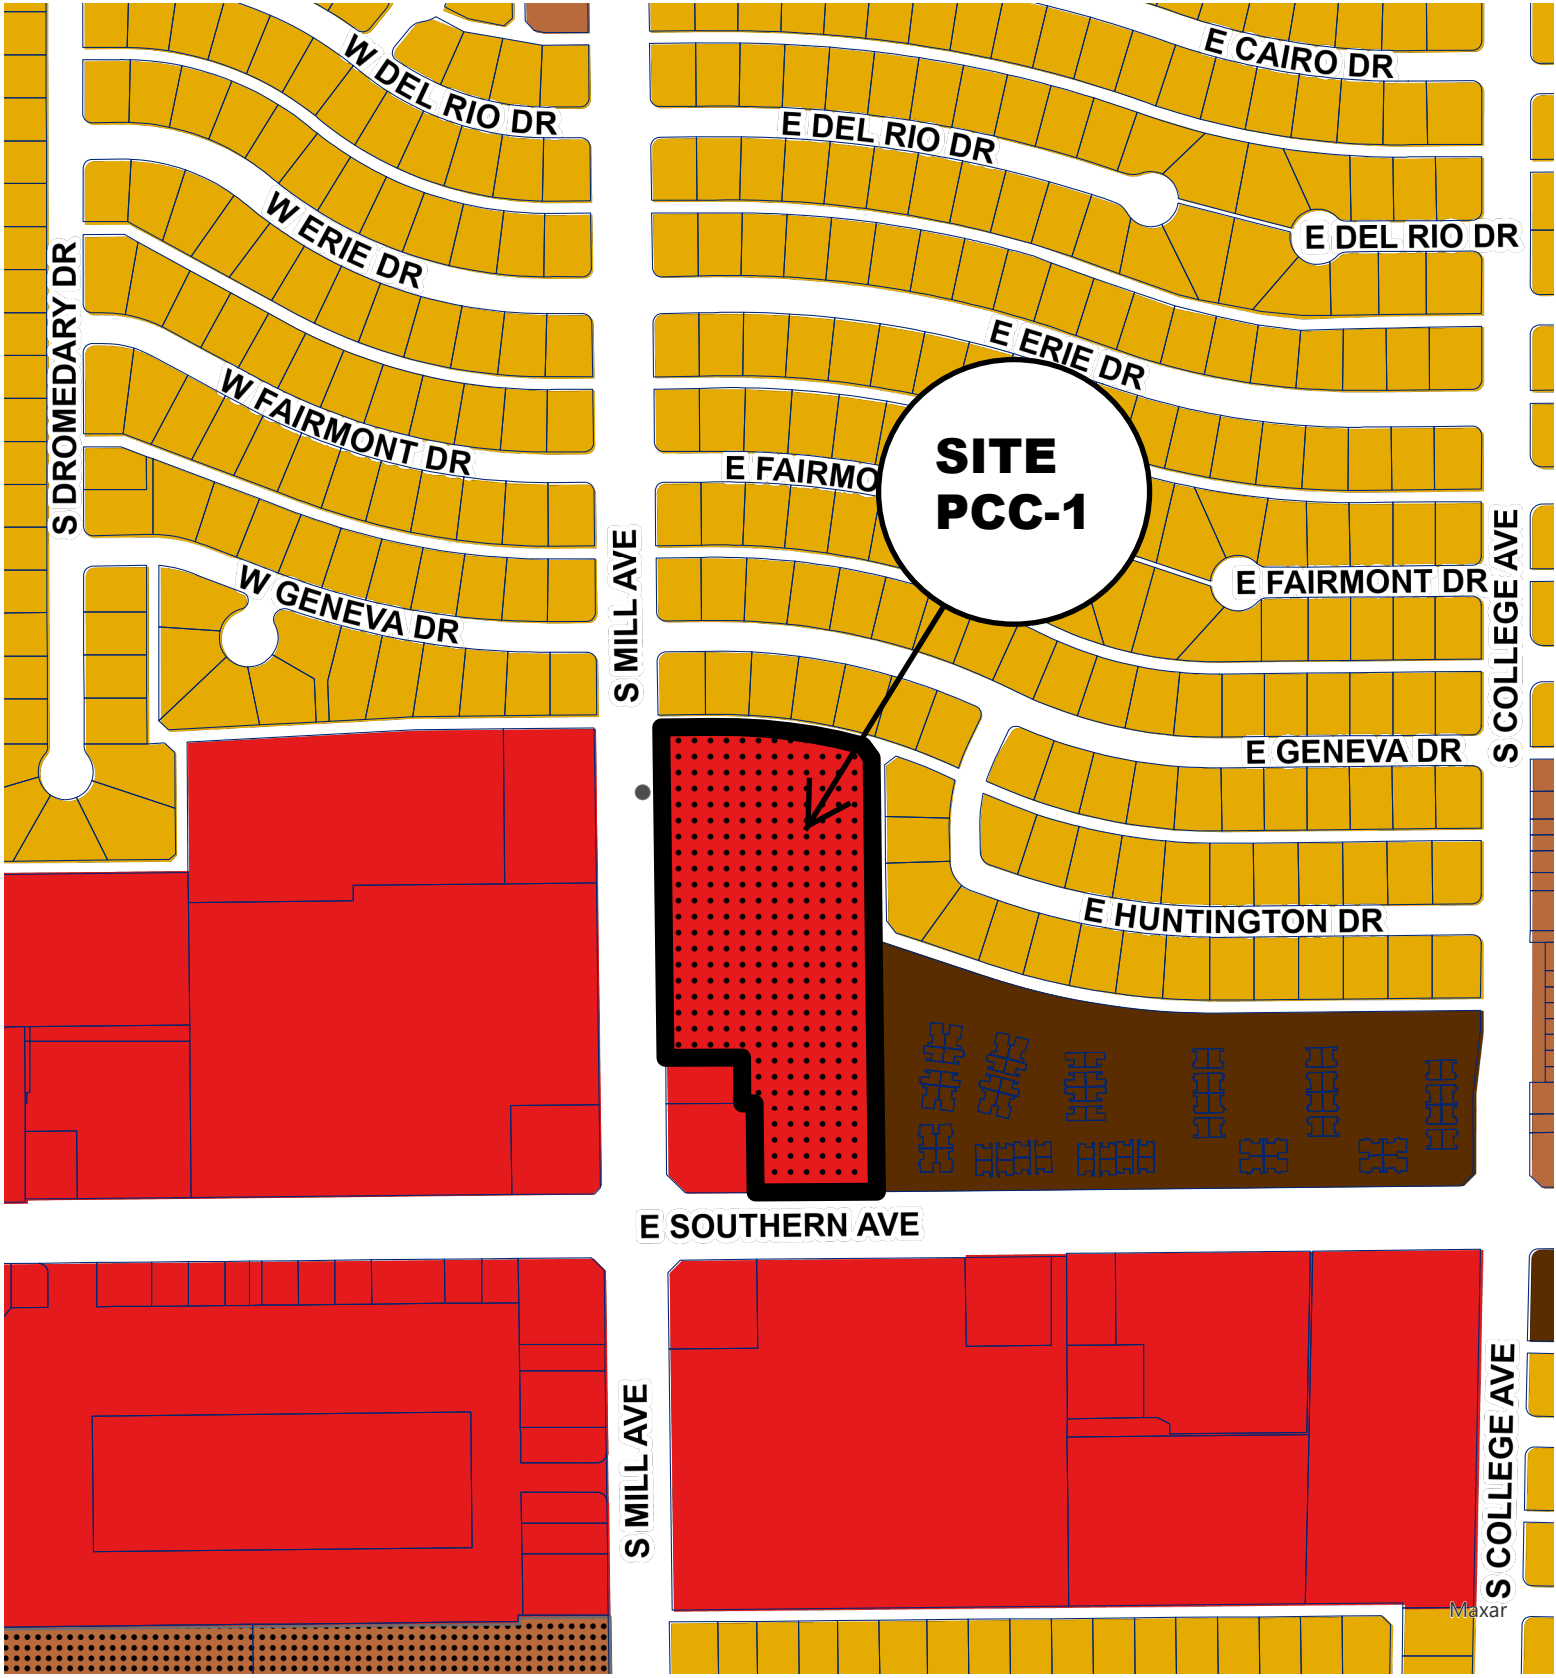 E CAIRO DR
W DEL RIO DR
E DEL RIO DR
E DEL RIO DR
W ERIE DR
S DROMEDARY DR
E ERIE DR
W FAIRMONT DR
SITE
PCC-1
E FAIRMO
E FAIRMONT DR
S MILL AVE
S COLLEGE AVE
W GENEVA DR
E GENEVA DR
E HUNTINGTON DR
E SOUTHERN AVE
S MILL AVE
S COLLEGE AVE
Maxar